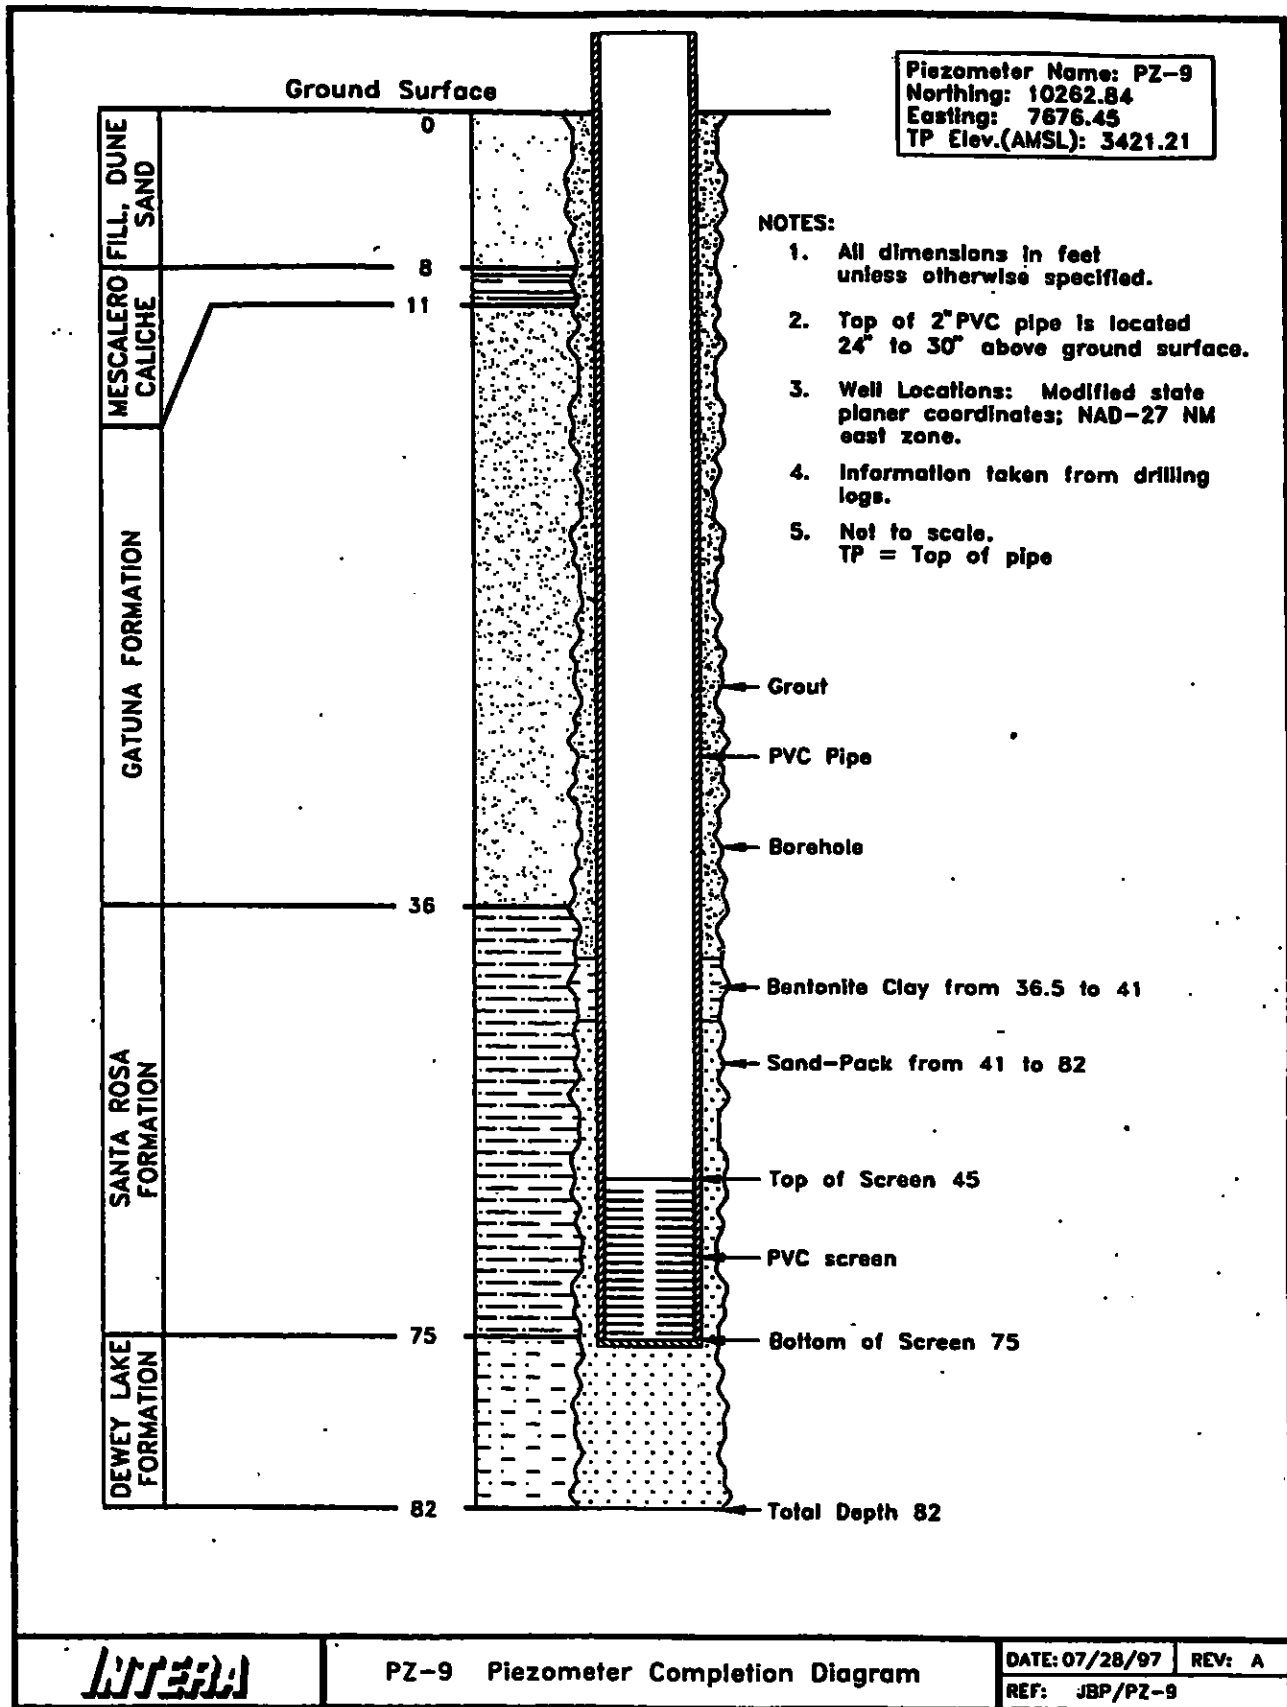 Ground Surface
Piezometer Name: PZ-9
Northing: 10262.84
Easting: 7676.45
TP Elev.(AMSL): 3421.21
NOTES:
1. All dimensions in feet
unless otherwise specified.
2. Top of 2" PVC pipe is located
24" to 30" above ground surface.
3. Well Locations: Modified state
planer coordinates; NAD-27 NM
east zone.
4. Information taken from drilling
logs.
5. Not to scale.
TP = Top of pipe
FILL, DUNE
SAND
MESCALERO
CALICHE
GATUNA FORMATION
SANTA ROSA
FORMATION
DEWEY LAKE
FORMATION
0
8
11
36
75
82
Grout
PVC Pipe
Borehole
Bentonite Clay from 36.5 to 41
Sand-Pack from 41 to 82
Top of Screen 45
PVC screen
Bottom of Screen 75
Total Depth 82
INTERA
PZ-9 Piezometer Completion Diagram
DATE: 07/28/97
REV: A
REF: JBP/PZ-9